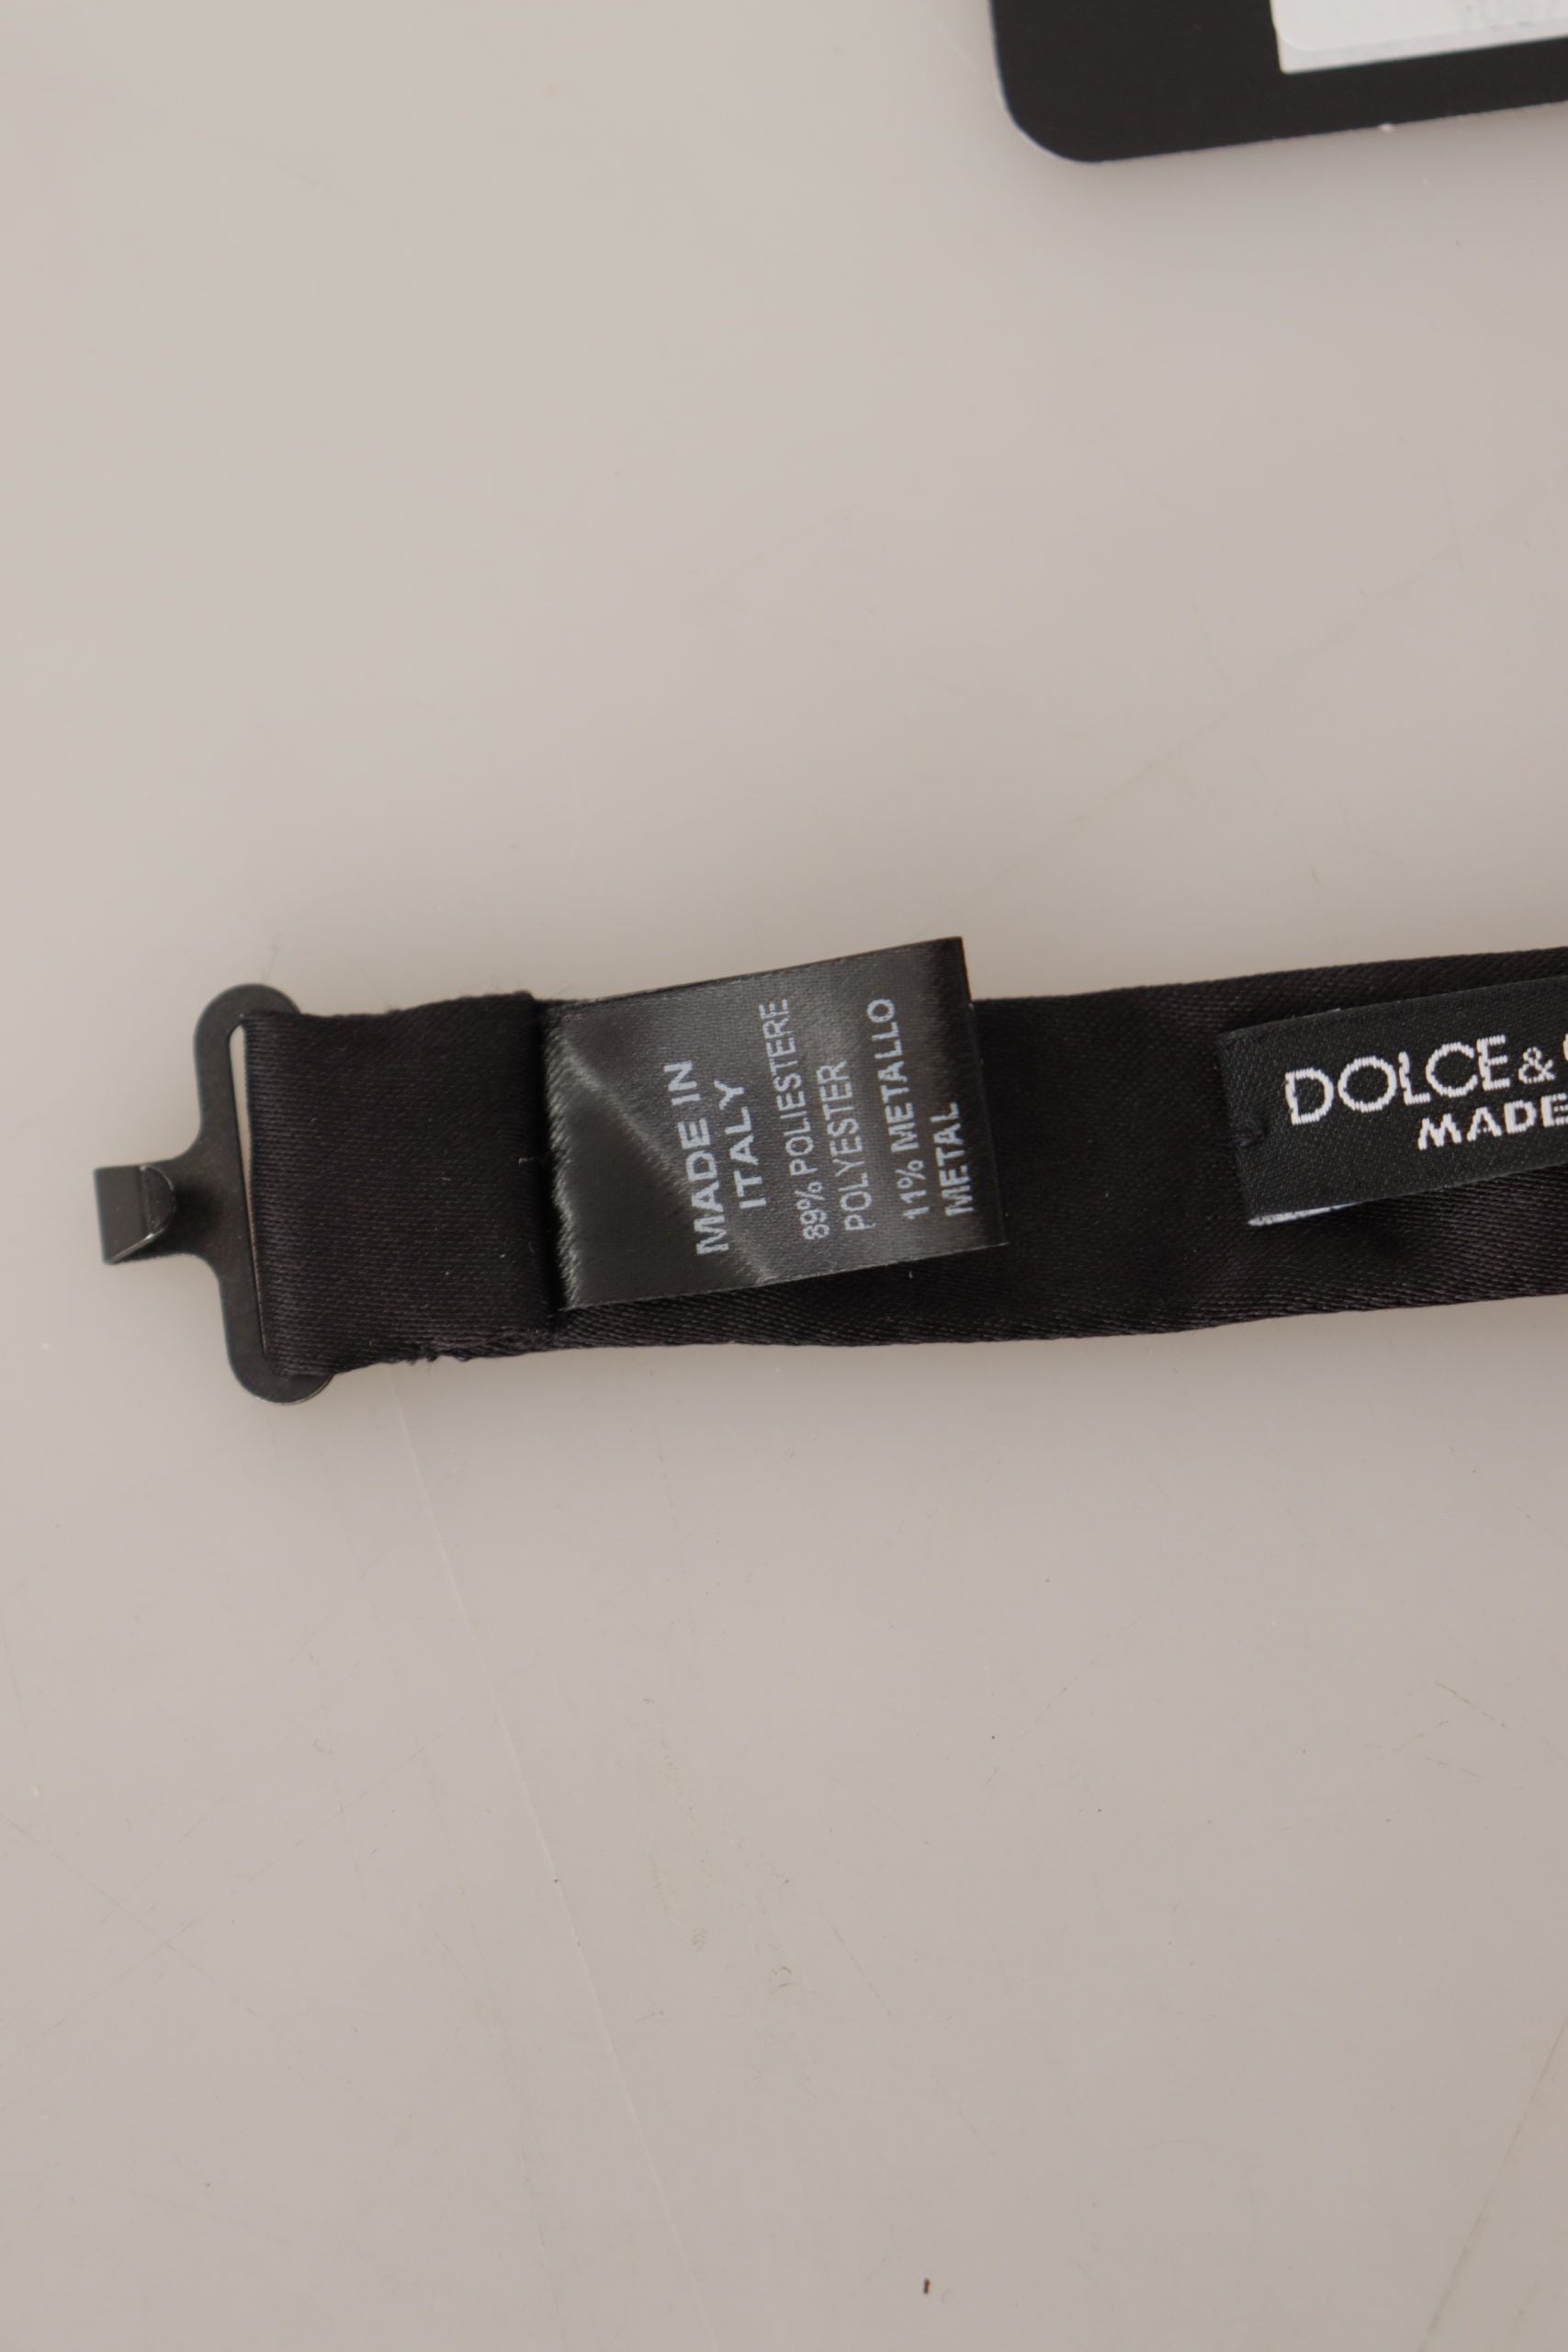 MADE IN
ITALY
89% POLIESTERE
POLYESTER
11% METALLO
METAL
DOLCE&
MADE